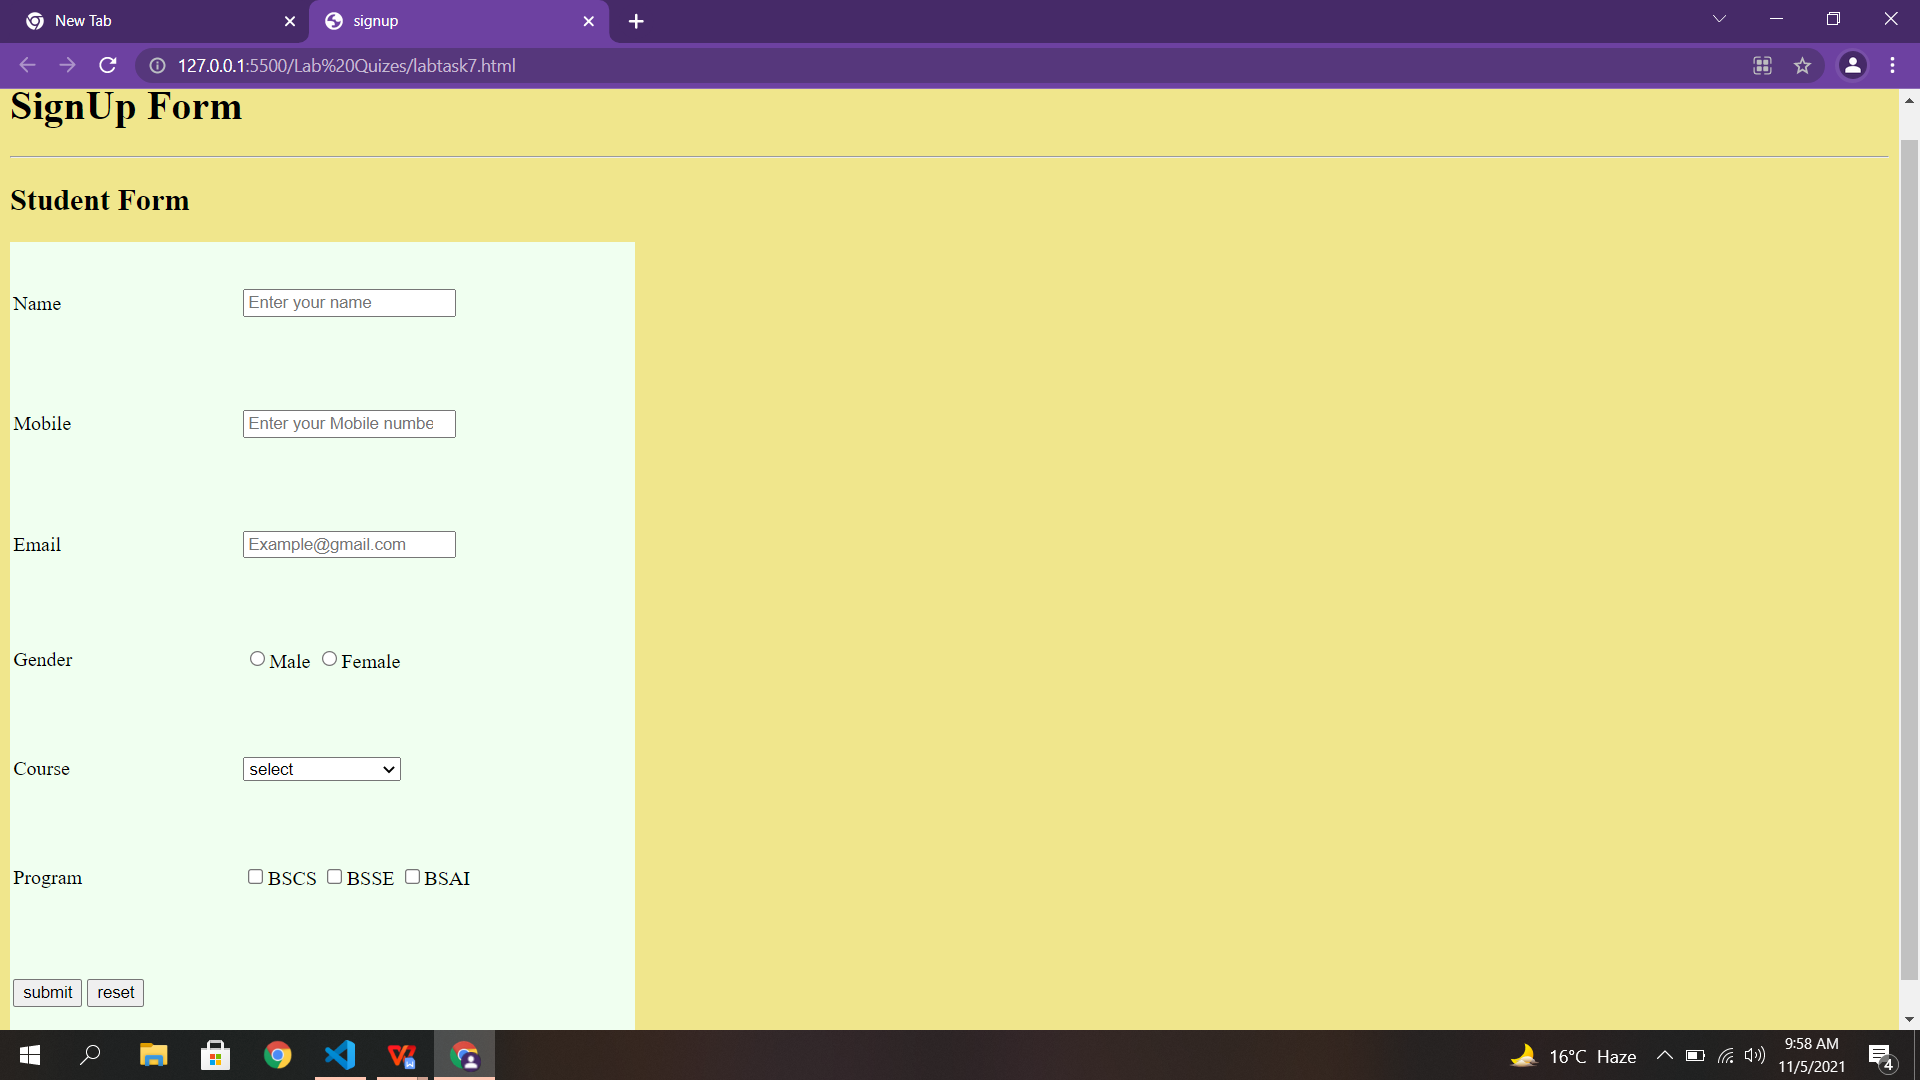 New Tab
signup
127.0.0.1:5500/Lab%20Quizes/labtask7.html
SignUp Form
Student Form
Name
Enter your name
Mobile
Enter your Mobile numbe
Email
Example@gmail.com
Gender
Male Female
Course
select
Program
BSCS BSSE BSAI
submit reset
16°C Haze
9:58 AM
11/5/2021
4